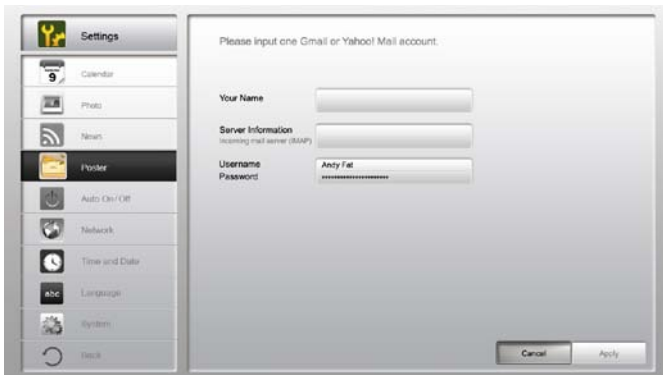 Settings
Please input one Gmail or Yahoo! Mail account.
9
Calendar
Photo
Your Name
News
Server Information
Incoming mail server (IMAP)
Poster
Username
Andy Fat
Password
Auto On/Off
Network
Time and Date
abc
Language
System
Back
Cancel
Apply